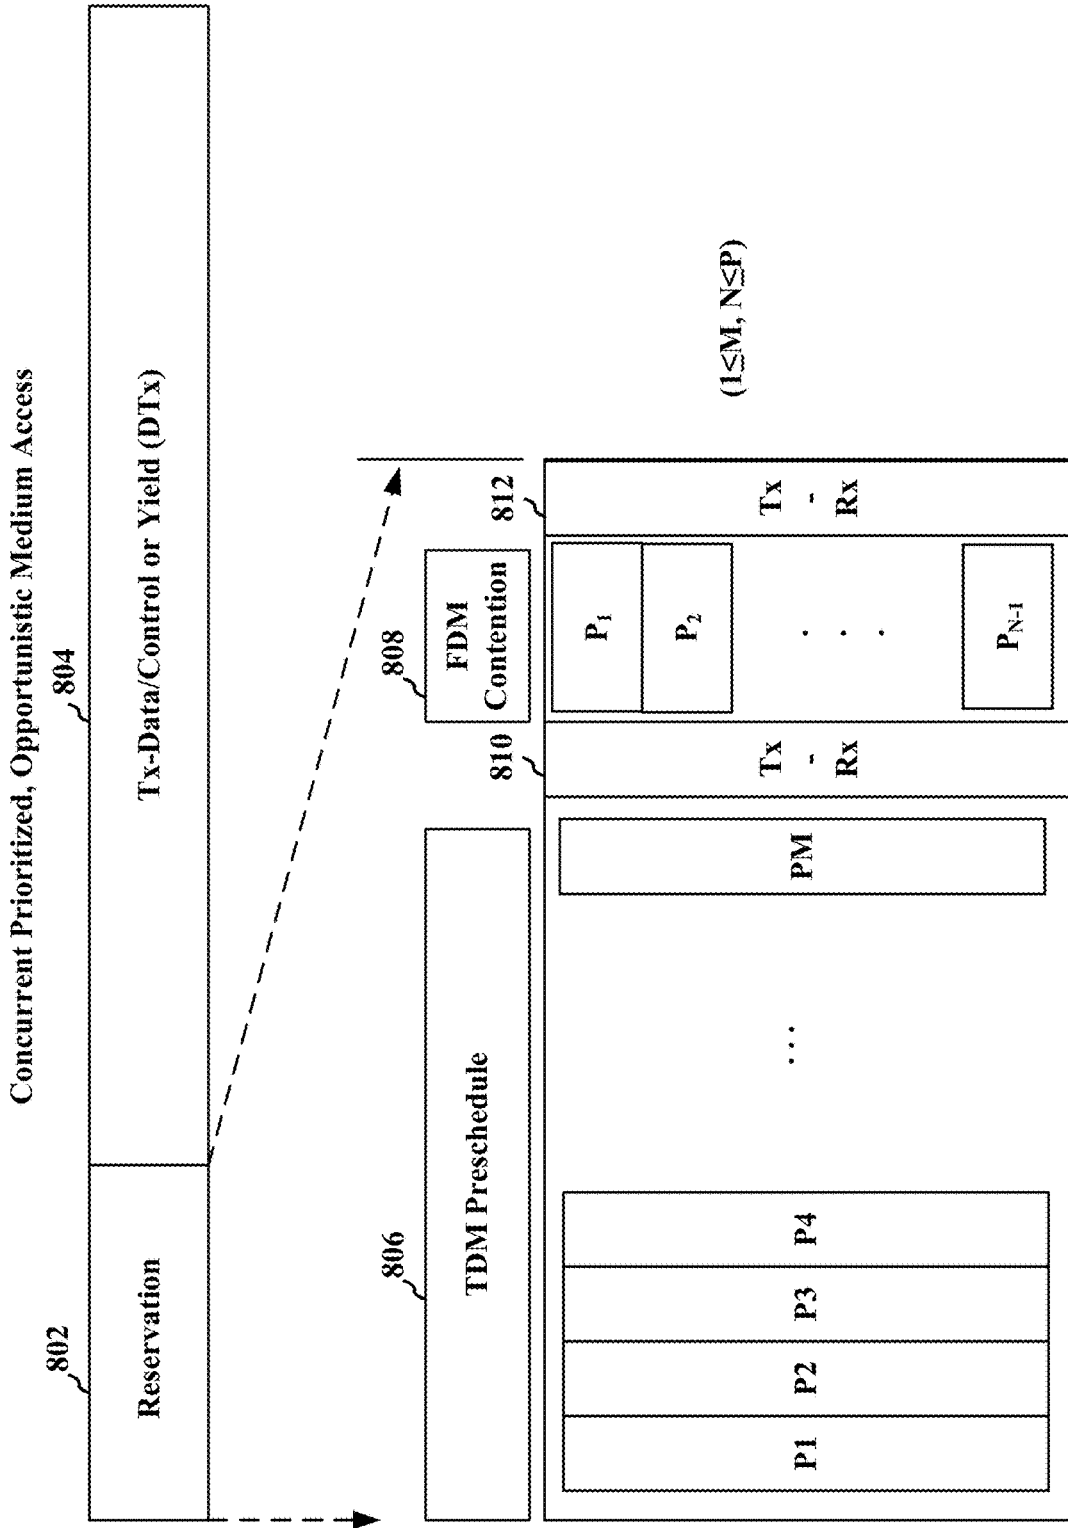 Concurrent Prioritized, Opportunistic Medium Access
802
804
Reservation
Tx-Data/Control or Yield (DTx)
806
808
TDM Preschedule
FDM
Contention
810
812
P1
P2
P3
P4
...
PM
Tx
-
Rx
P1
P2
...
PN-1
Tx
-
Rx
(1≤M, N≤P)